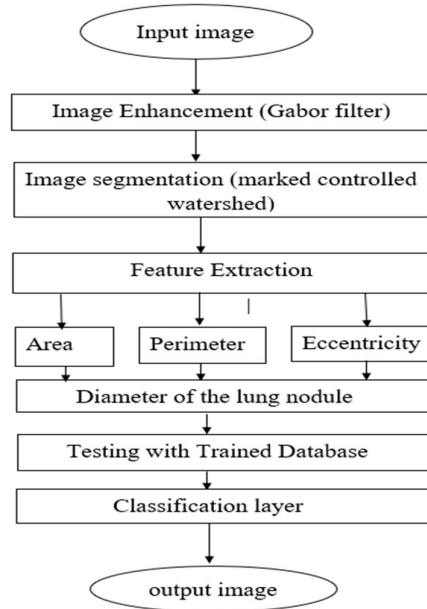 Input image
Image Enhancement (Gabor filter)
Image segmentation (marked controlled
watershed)
Feature Extraction
Area
Perimeter
Eccentricity
Diameter of the lung nodule
Testing with Trained Database
Classification layer
output image